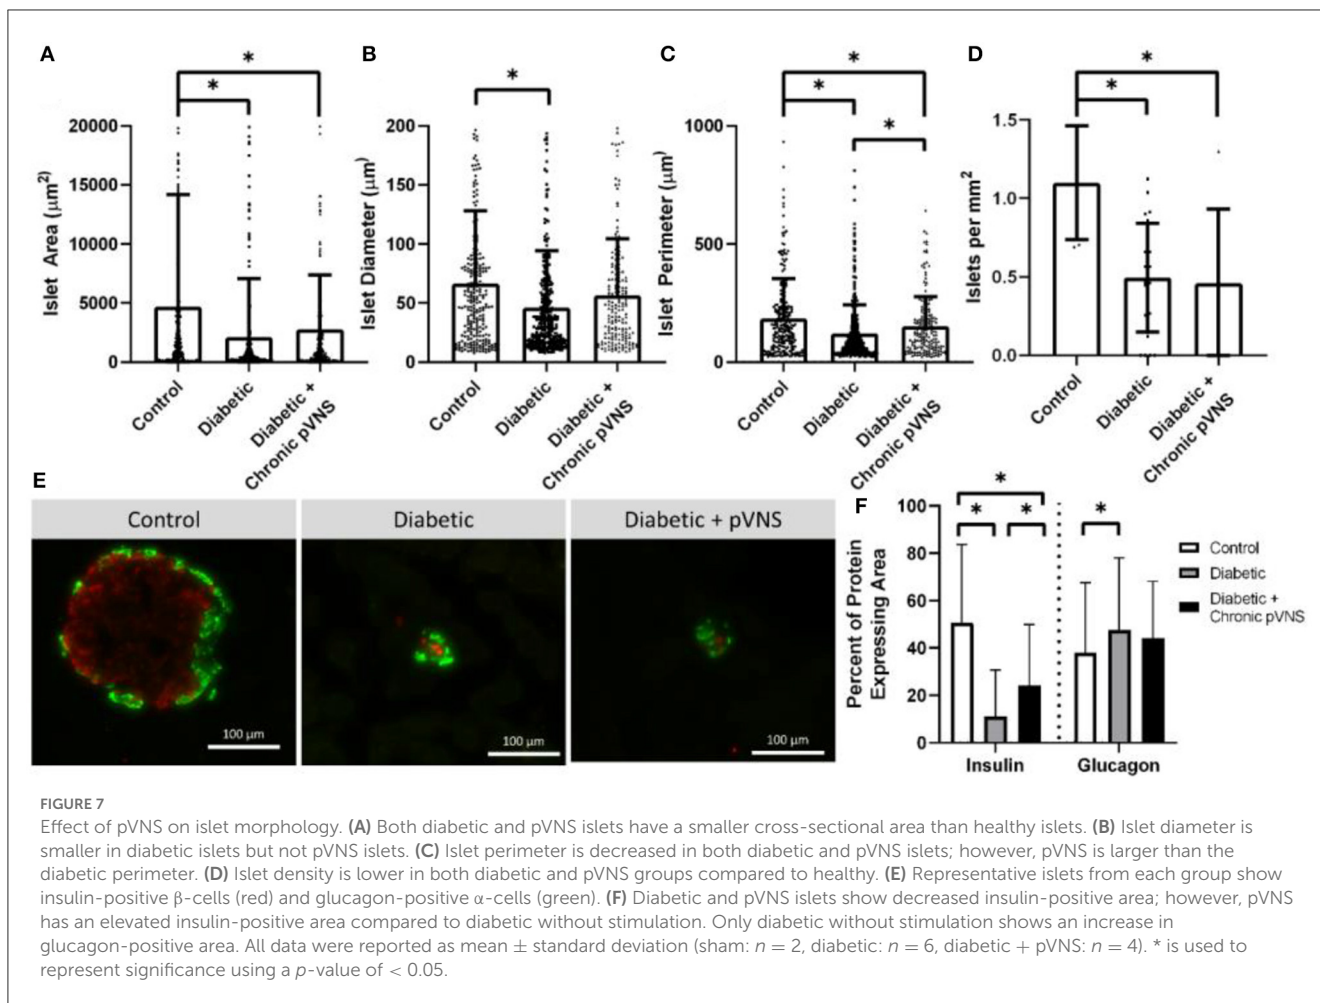 A
B
C
D
*
*
*
*
*
*
*
*
Islet Area (μm²)
20000
15000
10000
5000
0
Control
Diabetic
Diabetic +
Chronic pVNS
Islet Diameter (μm)
200
150
100
50
0
Control
Diabetic
Diabetic +
Chronic pVNS
Islet Perimeter (μm)
1000
500
0
Control
Diabetic
Diabetic +
Chronic pVNS
Islets per mm²
1.5
1.0
0.5
0.0
Control
Diabetic
Diabetic +
Chronic pVNS
E
Control
Diabetic
Diabetic + pVNS
100 μm
100 μm
100 μm
F
Percent of Protein
Expressing Area
100
80
60
40
20
0
*
*
*
*
Insulin
Glucagon
Control
Diabetic
Diabetic +
Chronic pVNS
FIGURE 7
Effect of pVNS on islet morphology. (A) Both diabetic and pVNS islets have a smaller cross-sectional area than healthy islets. (B) Islet diameter is
smaller in diabetic islets but not pVNS islets. (C) Islet perimeter is decreased in both diabetic and pVNS islets; however, pVNS is larger than the
diabetic perimeter. (D) Islet density is lower in both diabetic and pVNS groups compared to healthy. (E) Representative islets from each group show
insulin-positive β-cells (red) and glucagon-positive α-cells (green). (F) Diabetic and pVNS islets show decreased insulin-positive area; however, pVNS
has an elevated insulin-positive area compared to diabetic without stimulation. Only diabetic without stimulation shows an increase in
glucagon-positive area. All data were reported as mean ± standard deviation (sham: n = 2, diabetic: n = 6, diabetic + pVNS: n = 4). * is used to
represent significance using a p-value of < 0.05.